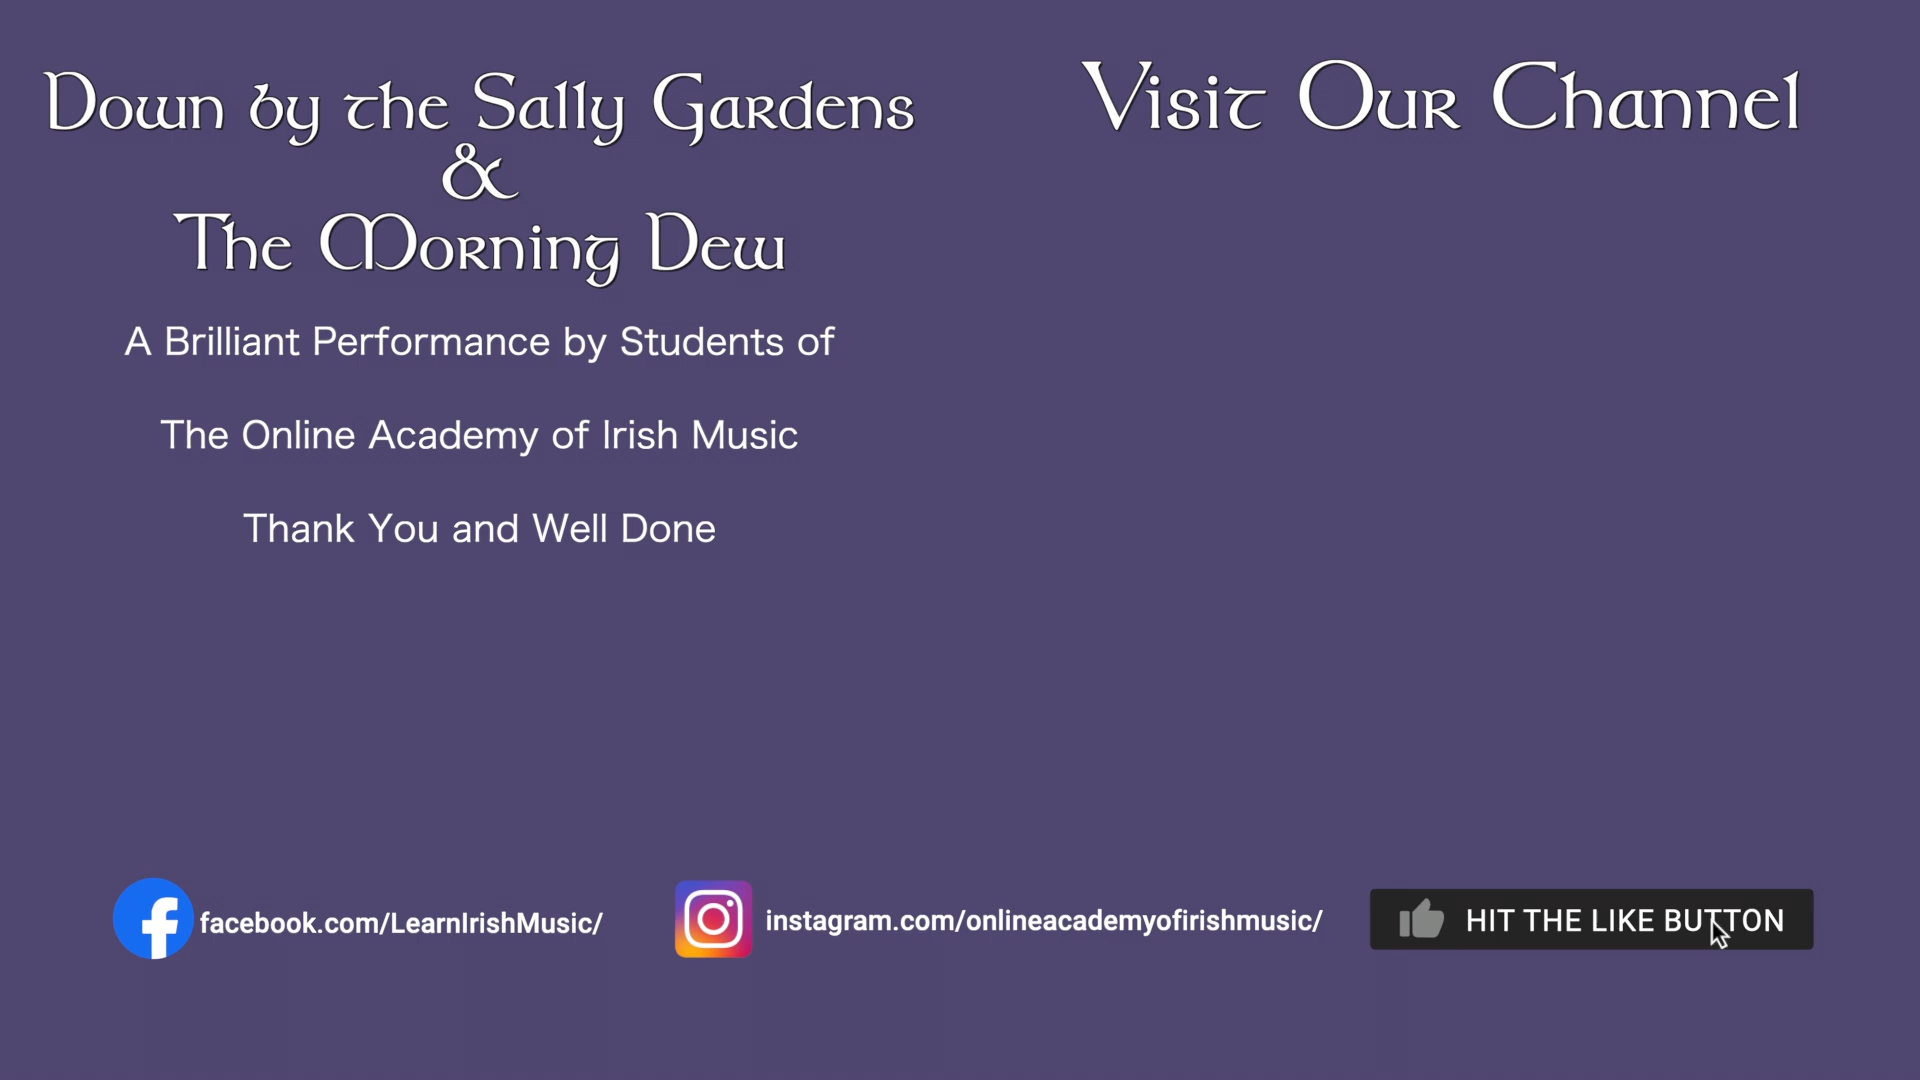 Down by the Sally Gardens
&
The Morning Dew
A Brilliant Performance by Students of
The Online Academy of Irish Music
Thank You and Well Done
Visit Our Channel
facebook.com/LearnIrishMusic/
instagram.com/onlineacademyofirishmusic/
HIT THE LIKE BUTTON